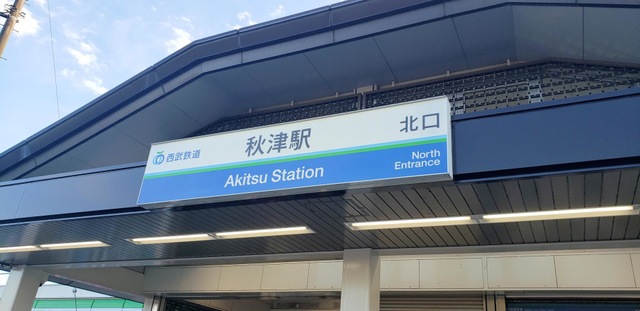 西武鉄道
秋津駅
北口
Akitsu Station
North
Entrance